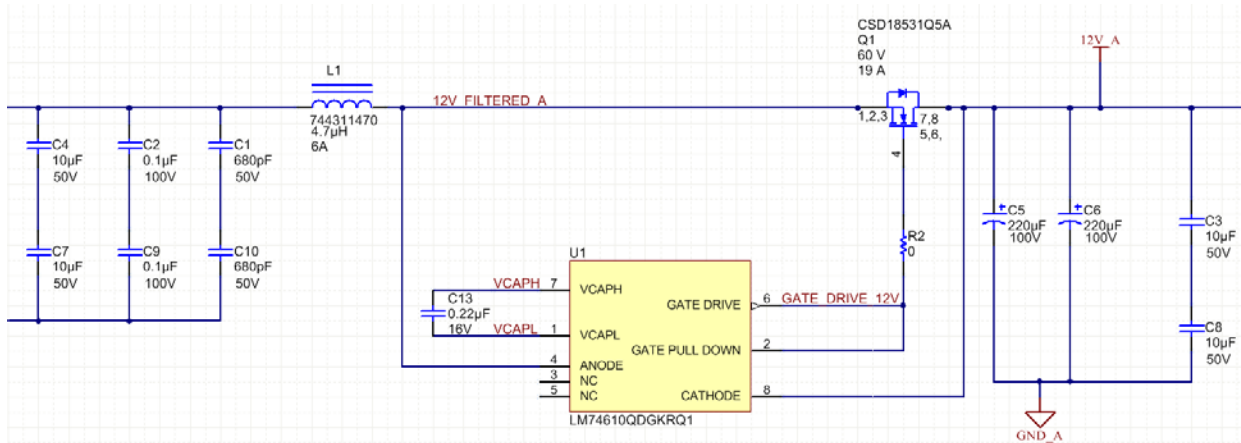 CSD18531Q5A
Q1
60 V
19 A
12V_A
L1
12V_FILTERED_A
744311470
4.7µH
6A
1,2,3
7,8
5,6,
4
C4
10µF
50V
C2
0.1µF
100V
C1
680pF
50V
C7
10µF
50V
C9
0.1µF
100V
C10
680pF
50V
R2
0
C5
220µF
100V
C6
220µF
100V
C3
10µF
50V
C8
10µF
50V
U1
VCAPH 7 VCAPH
C13
0.22µF
16V
VCAPL 1 VCAPL
GATE DRIVE 6 GATE_DRIVE_12V
GATE PULL DOWN 2
4 ANODE
3 NC
5 NC
CATHODE 8
LM74610QDGKRQ1
GND_A